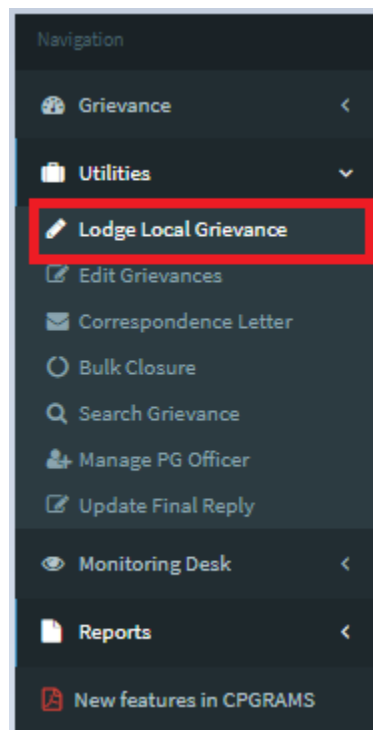 Navigation
Grievance
Utilities
Lodge Local Grievance
Edit Grievances
Correspondence Letter
Bulk Closure
Search Grievance
Manage PG Officer
Update Final Reply
Monitoring Desk
Reports
New features in CPGRAMS